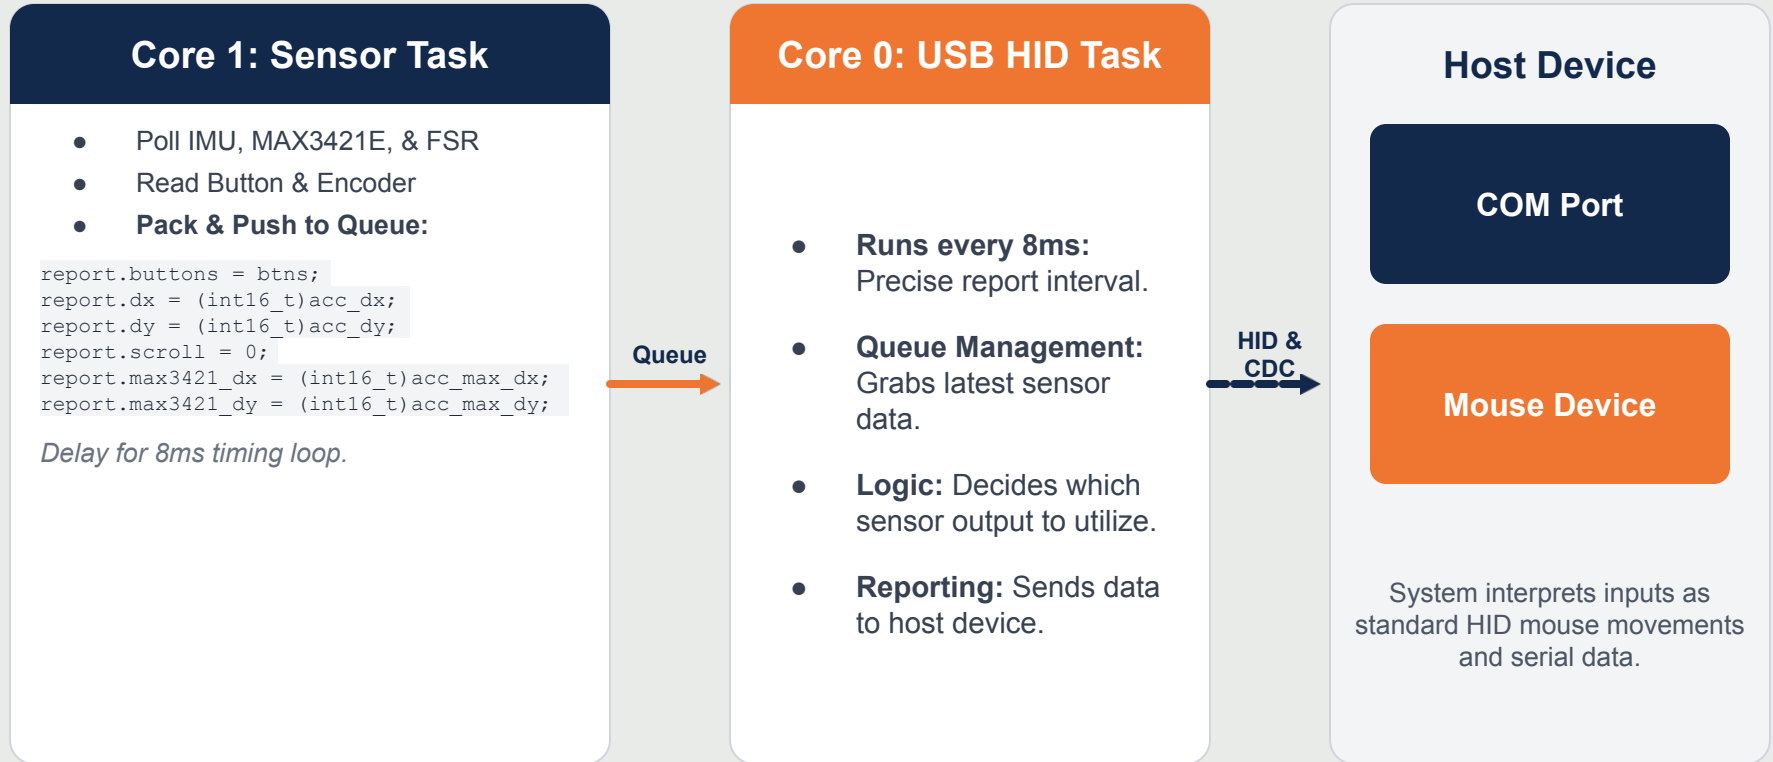 Core 1: Sensor Task
● Poll IMU, MAX3421E, & FSR
● Read Button & Encoder
● Pack & Push to Queue:
report.buttons = btns;
report.dx = (int16_t)acc_dx;
report.dy = (int16_t)acc_dy;
report.scroll = 0;
report.max3421_dx = (int16_t)acc_max_dx;
report.max3421_dy = (int16_t)acc_max_dy;
Delay for 8ms timing loop.
Queue
Core 0: USB HID Task
● Runs every 8ms:
Precise report interval.
● Queue Management:
Grabs latest sensor
data.
● Logic: Decides which
sensor output to utilize.
● Reporting: Sends data
to host device.
HID &
CDC
Host Device
COM Port
Mouse Device
System interprets inputs as
standard HID mouse movements
and serial data.